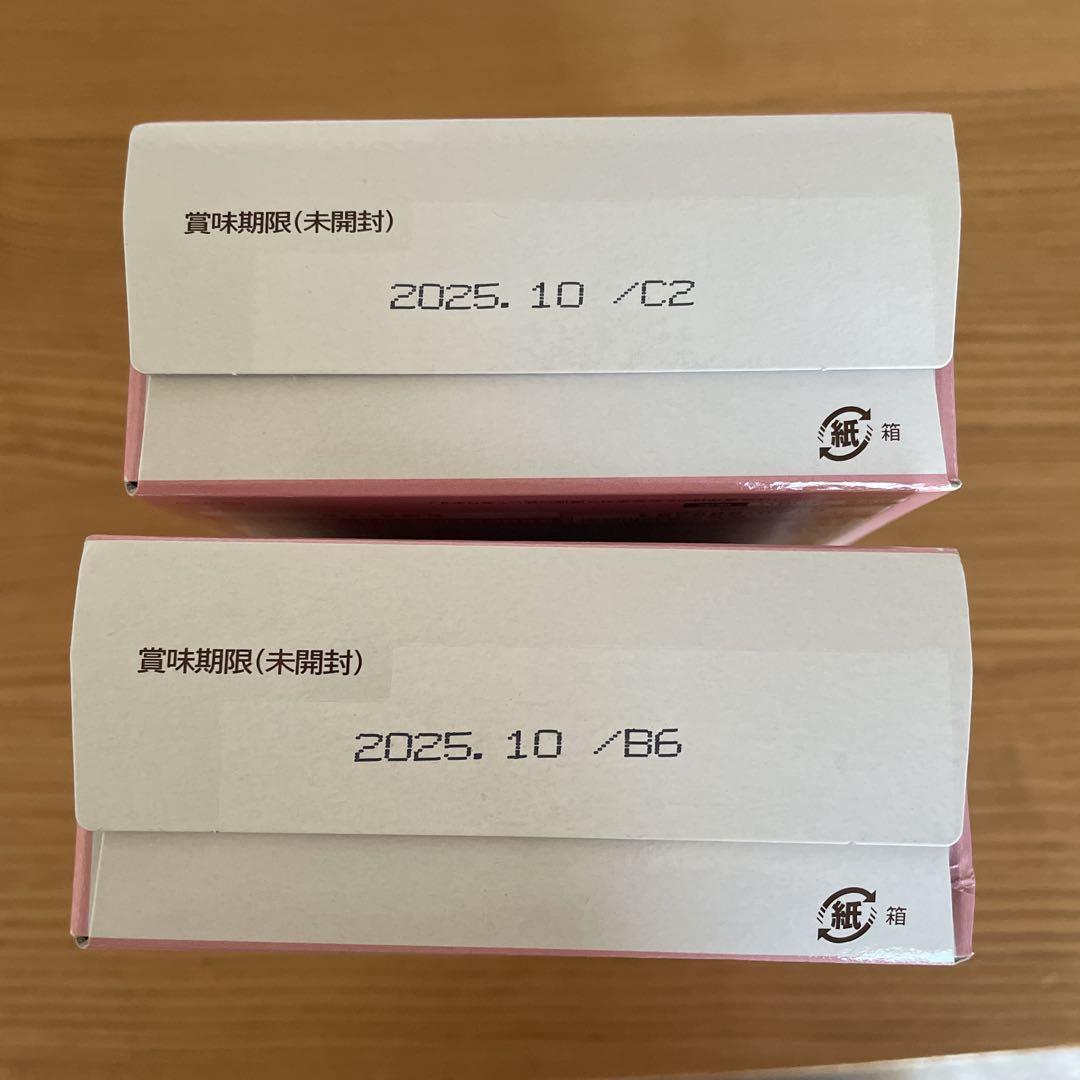 賞味期限(未開封)
2025.10 /C2
紙 箱
賞味期限(未開封)
2025.10 /B6
紙 箱